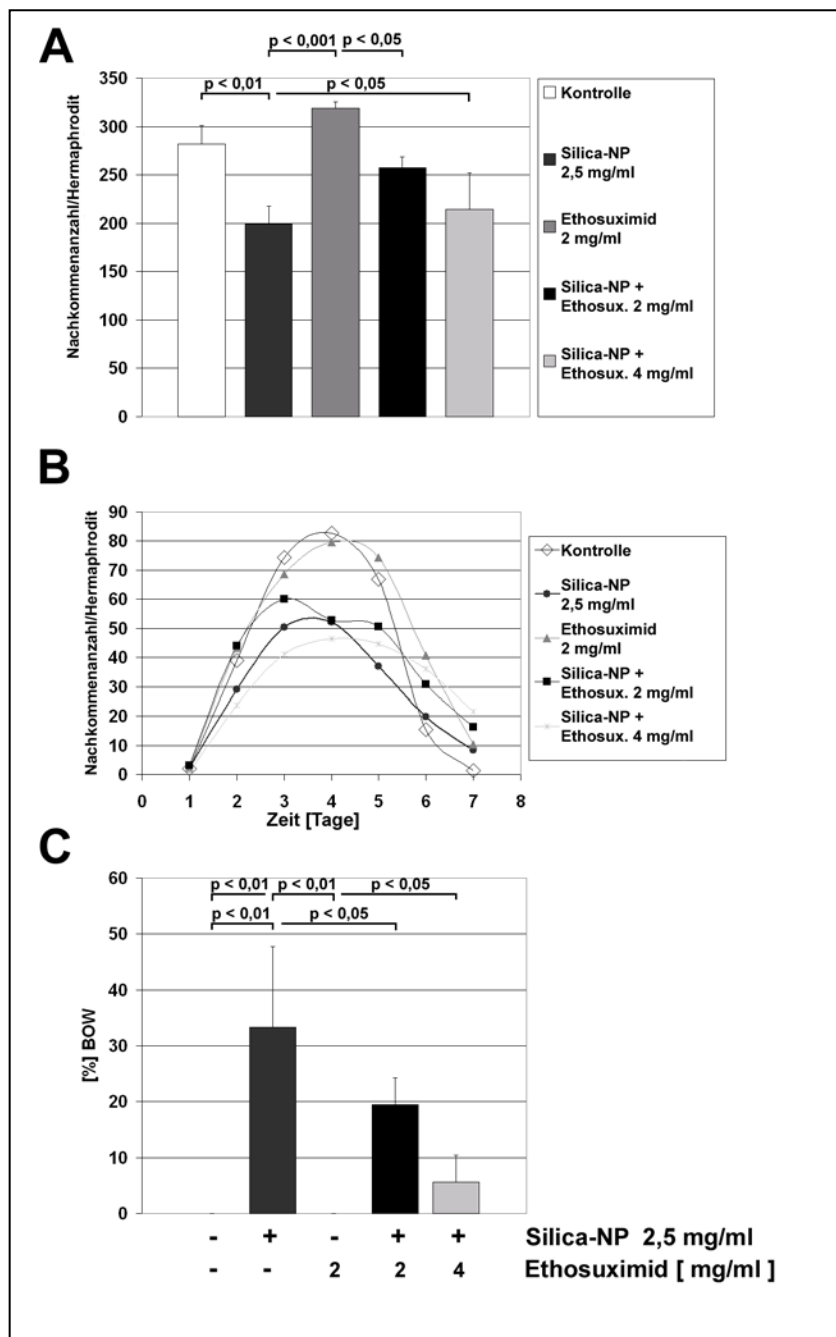 A
p < 0,001 p < 0,05
p < 0,01 p < 0,05
350
300
250
200
150
100
50
0
Nachkommenanzahl/Hermaphrodit
Kontrolle
Silica-NP
2,5 mg/ml
Ethosuximid
2 mg/ml
Silica-NP +
Ethosux. 2 mg/ml
Silica-NP +
Ethosux. 4 mg/ml
B
90
80
70
60
50
40
30
20
10
0
Nachkommenanzahl/Hermaphrodit
0 1 2 3 4 5 6 7 8
Zeit [Tage]
Kontrolle
Silica-NP
2,5 mg/ml
Ethosuximid
2 mg/ml
Silica-NP +
Ethosux. 2 mg/ml
Silica-NP +
Ethosux. 4 mg/ml
C
60
50
40
30
20
10
0
[%] BOW
p < 0,01 p < 0,01 p < 0,05
p < 0,01 p < 0,05
- + - + + Silica-NP 2,5 mg/ml
- - 2 2 4 Ethosuximid [ mg/ml ]